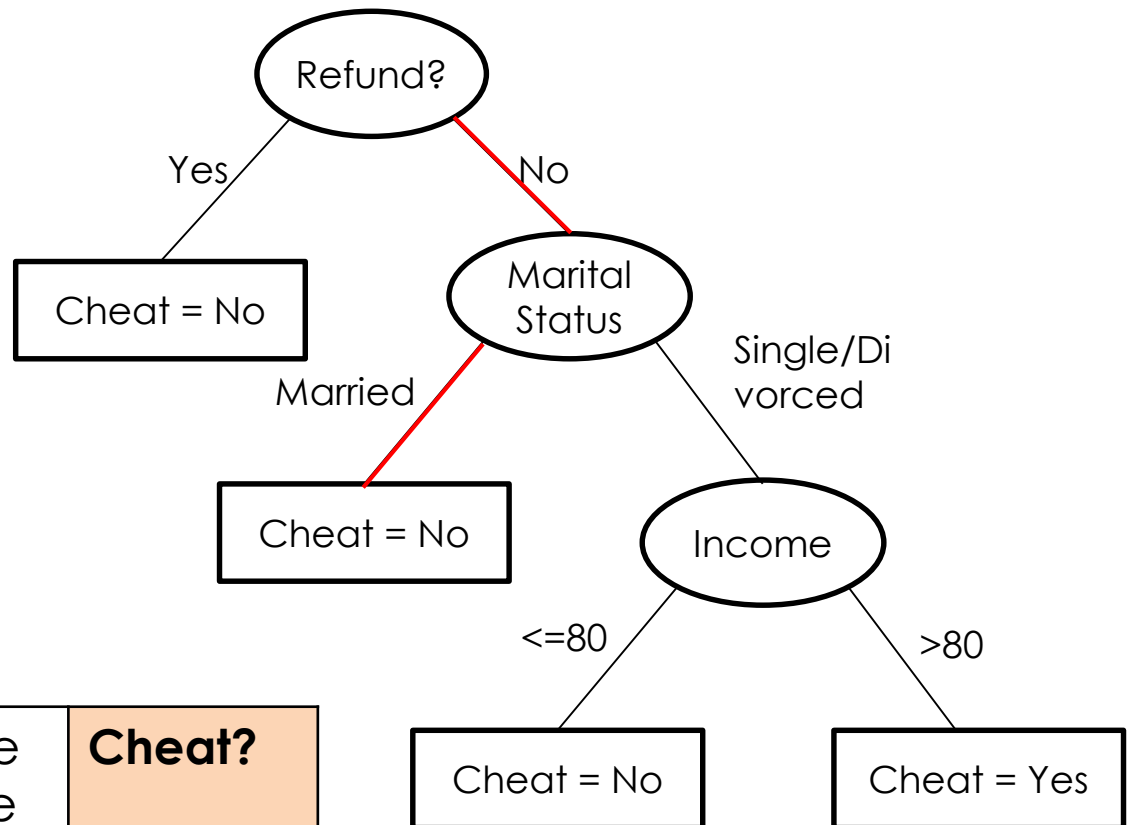 Refund?
Yes
No
Cheat = No
Marital
Status
Married
Single/Di
vorced
Cheat = No
Income
<=80
>80
Cheat?
Cheat = No
Cheat = Yes